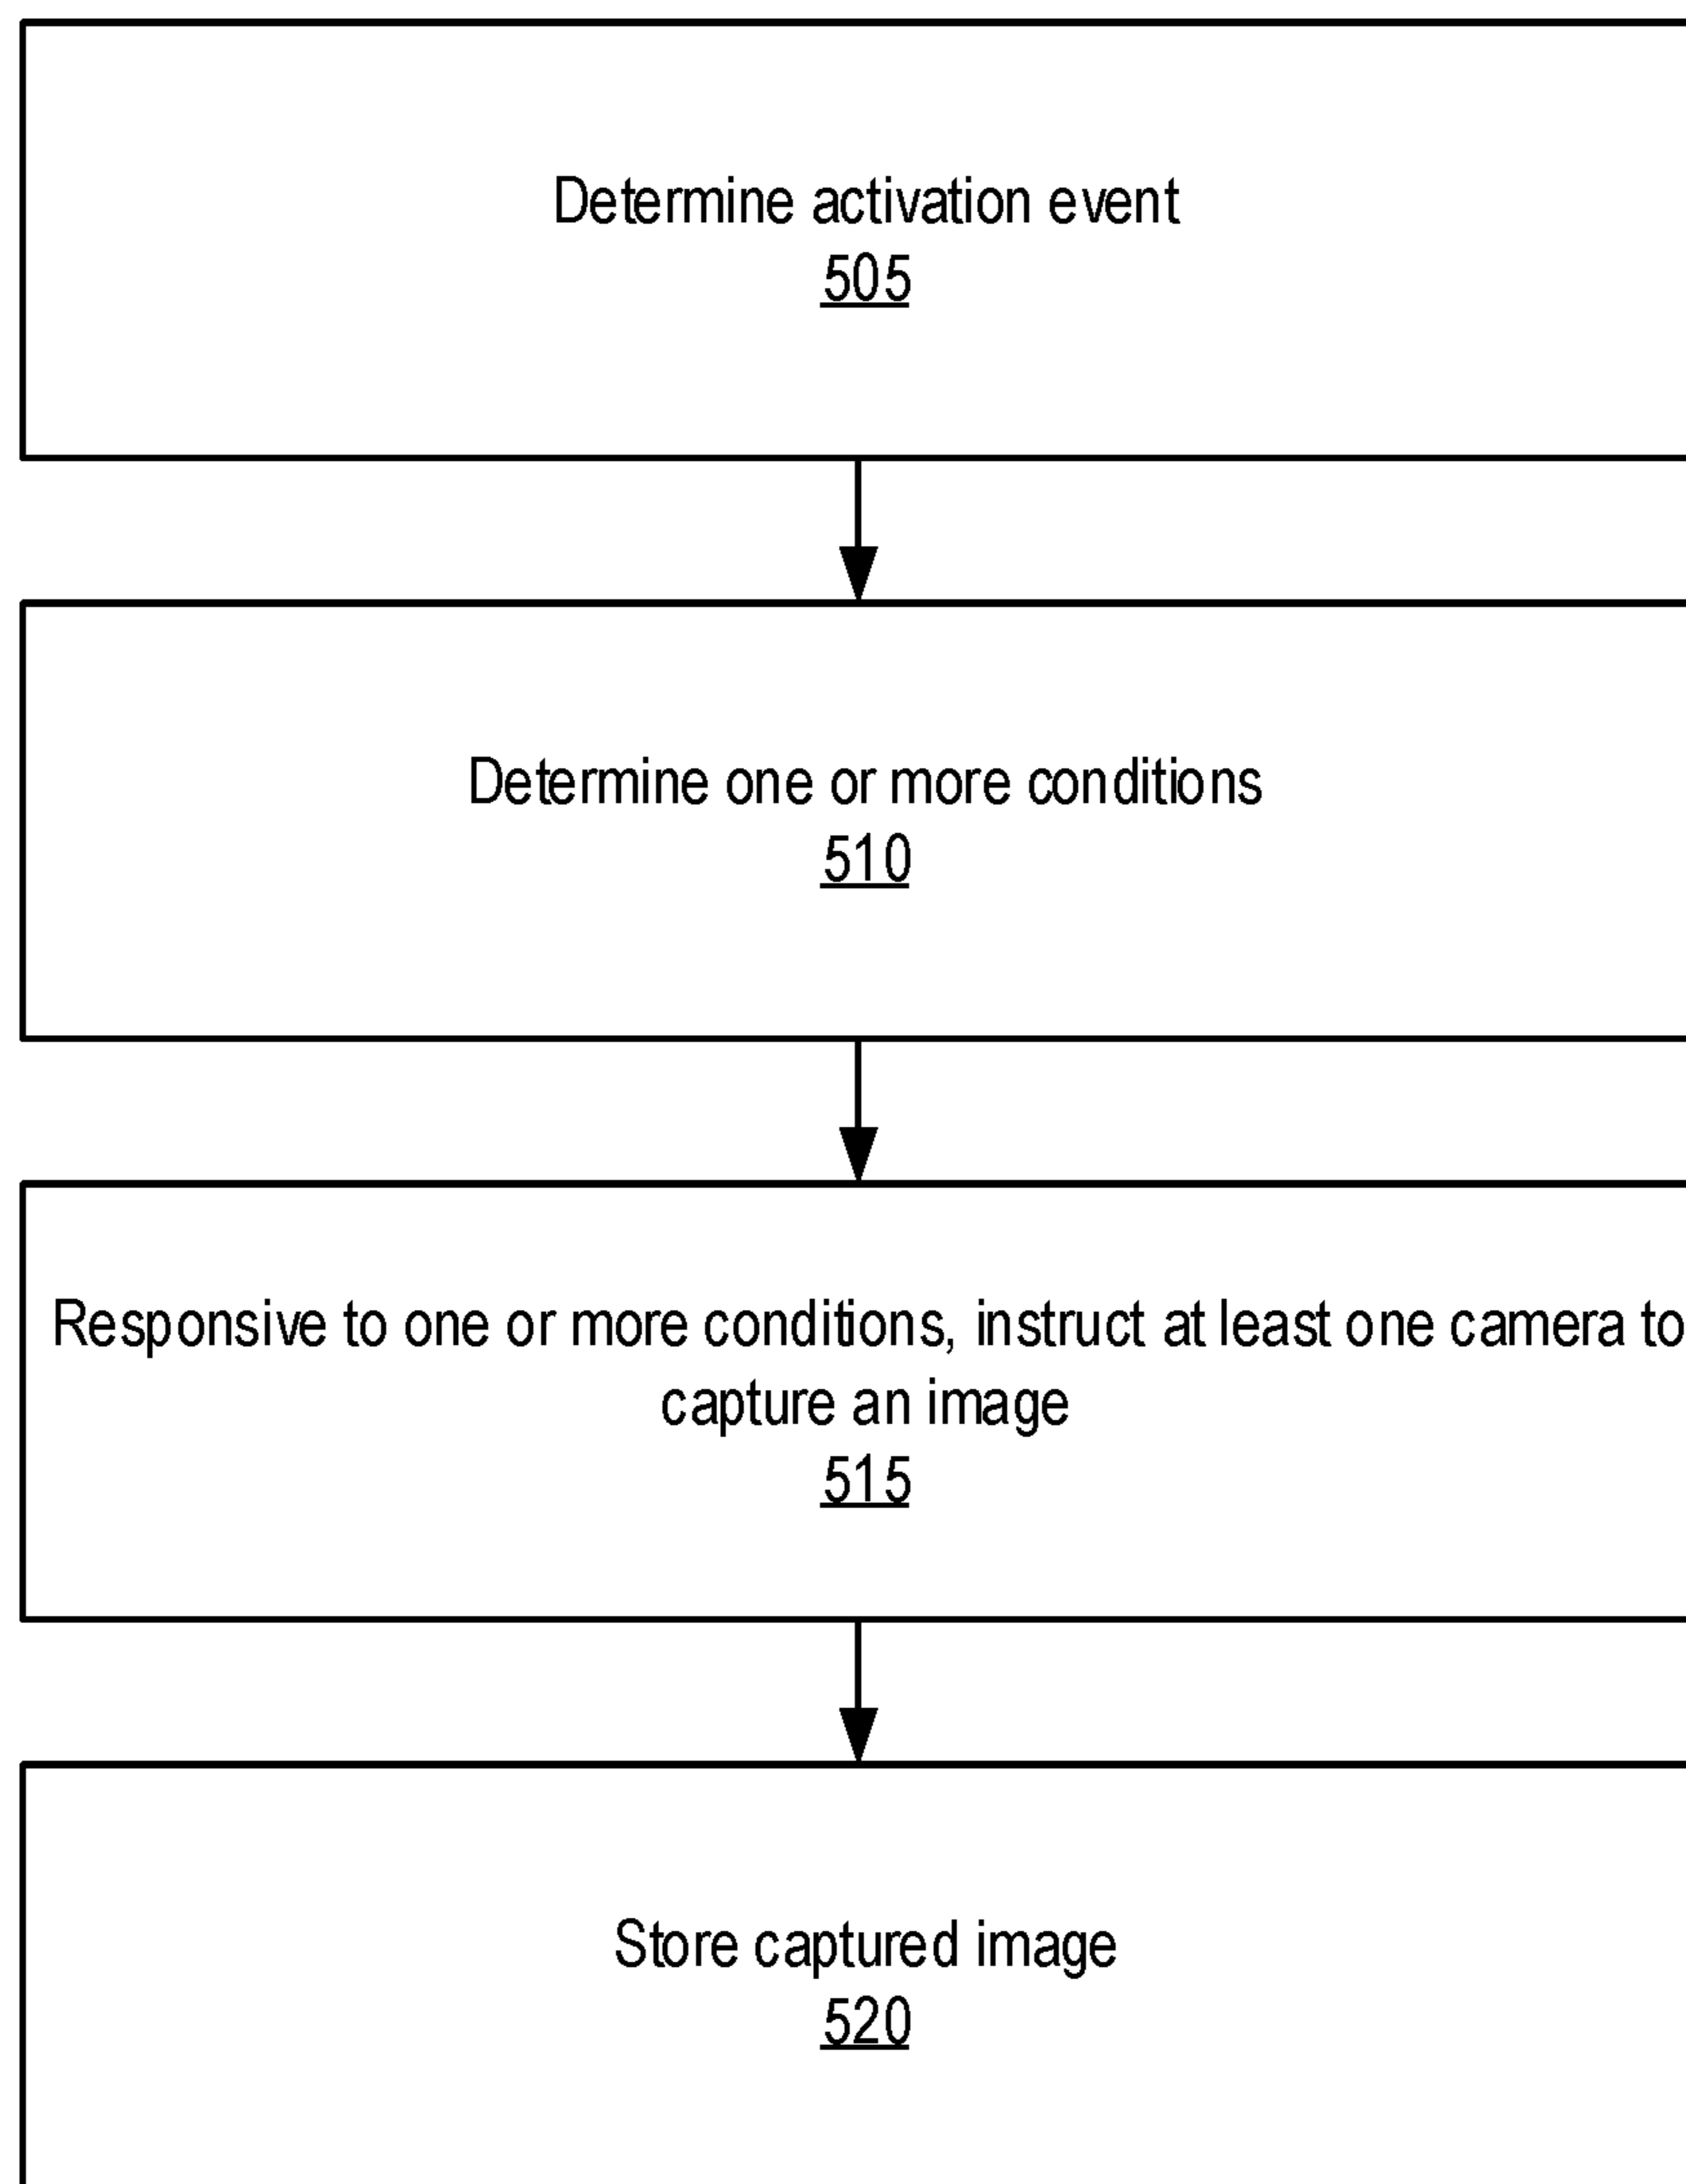 Determine activation event
505
Determine one or more conditions
510
Responsive to one or more conditions, instruct at least one camera to
capture an image
515
Store captured image
520